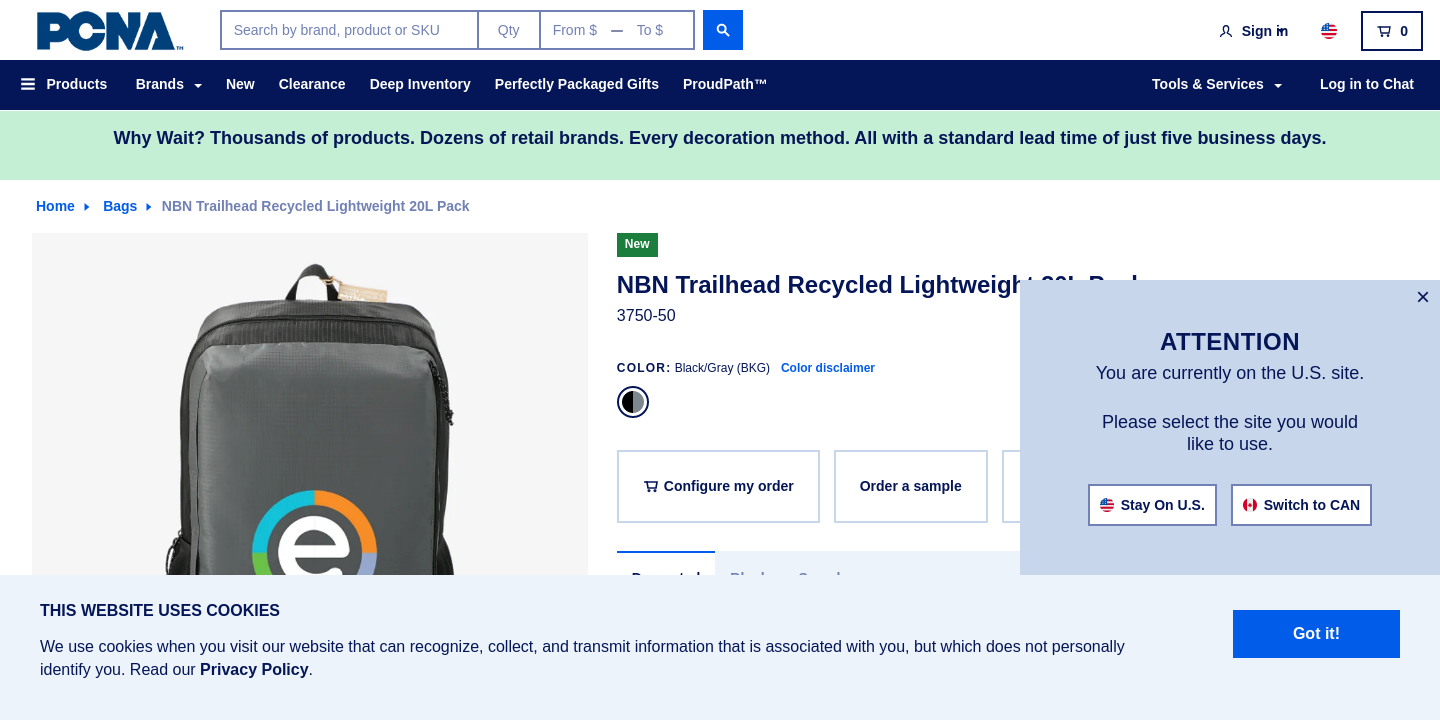 PCNA™
Search by brand, product or SKU
Qty
From $ — To $
Sign in
0
Products
Brands
New
Clearance
Deep Inventory
Perfectly Packaged Gifts
ProudPath™
Tools & Services
Log in to Chat
Why Wait? Thousands of products. Dozens of retail brands. Every decoration method. All with a standard lead time of just five business days.
Home
Bags
NBN Trailhead Recycled Lightweight 20L Pack
New
NBN Trailhead Recycled Lightweight 20L Pack
3750-50
COLOR: Black/Gray (BKG) Color disclaimer
Configure my order
Order a sample
×
ATTENTION
You are currently on the U.S. site.
Please select the site you would
like to use.
Stay On U.S.
Switch to CAN
THIS WEBSITE USES COOKIES
We use cookies when you visit our website that can recognize, collect, and transmit information that is associated with you, but which does not personally
identify you. Read our Privacy Policy.
Got it!